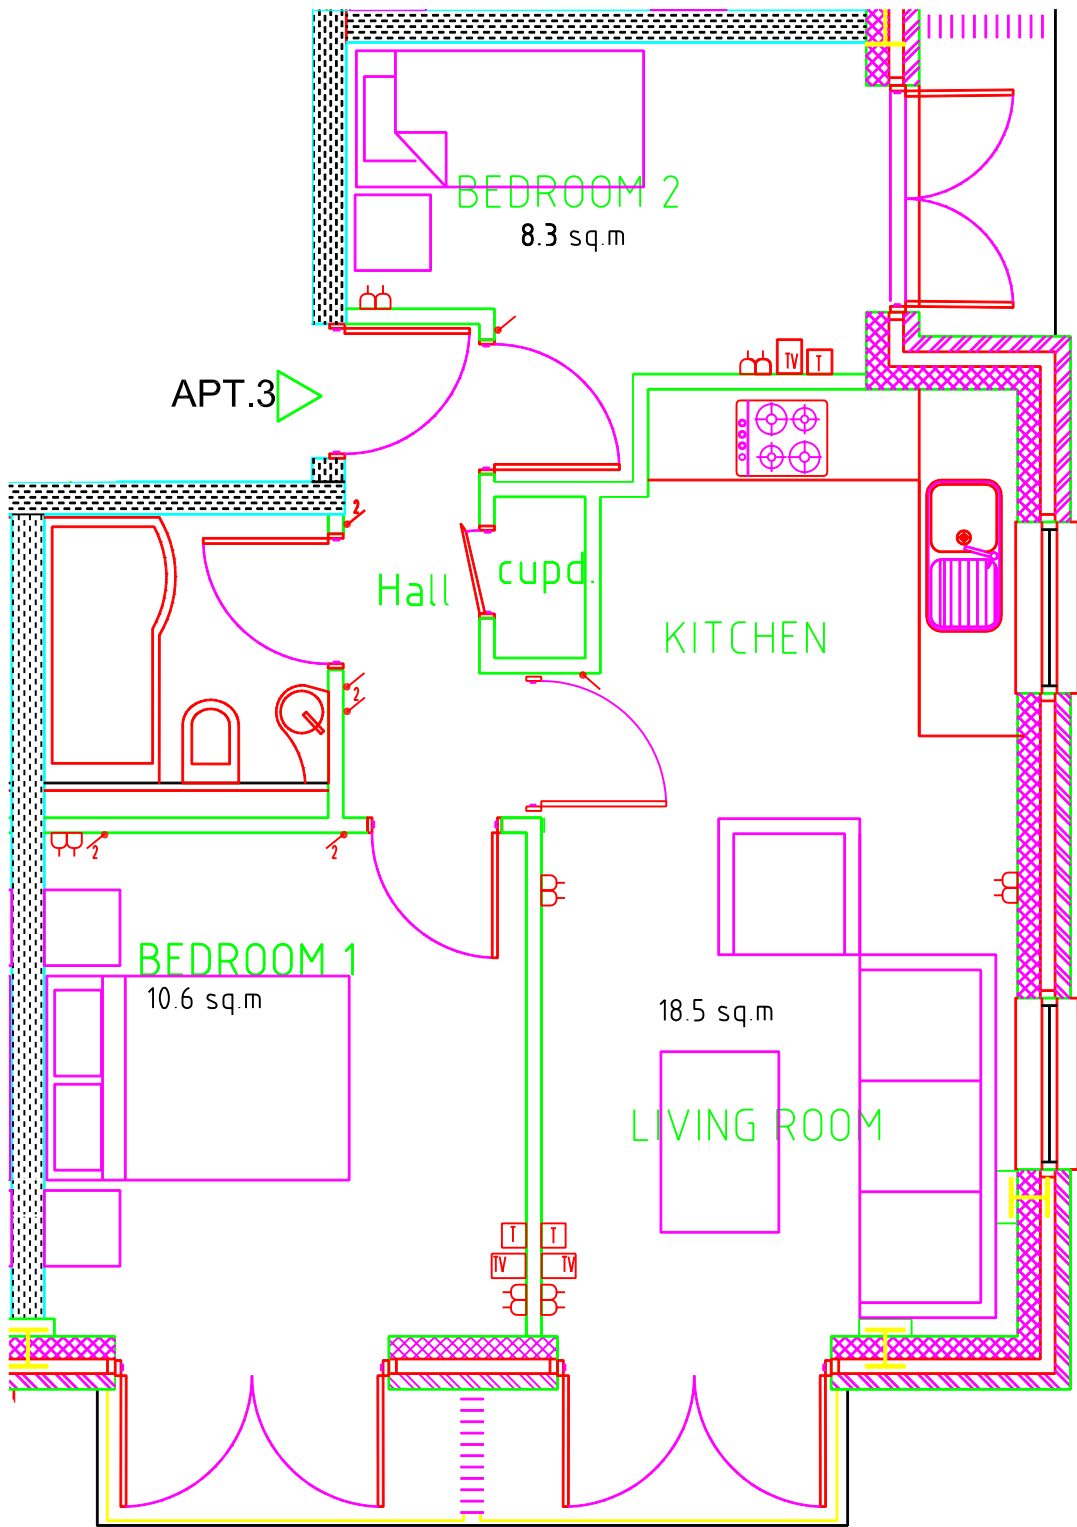 BEDROOM 2
8.3 sq.m
TV
T
APT.3
2
Hall
cupd.
KITCHEN
2
2
2
BEDROOM 1
10.6 sq.m
18.5 sq.m
LIVING ROOM
T
T
TV
TV